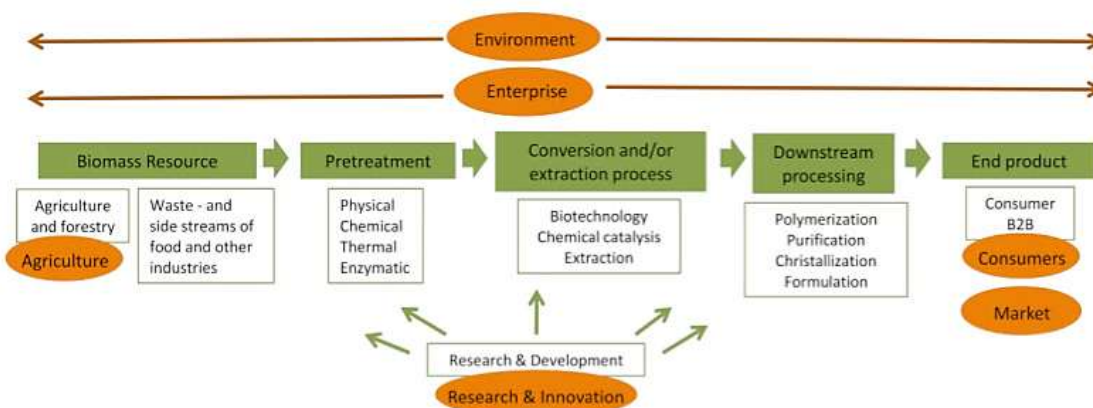 Environment
Enterprise
Biomass Resource
Pretreatment
Conversion and/or
extraction process
Downstream
processing
End product
Agriculture
and forestry
Agriculture
Waste - and
side streams of
food and other
industries
Physical
Chemical
Thermal
Enzymatic
Biotechnology
Chemical catalysis
Extraction
Polymerization
Purification
Christallization
Formulation
Consumer
B2B
Consumers
Market
Research & Development
Research & Innovation